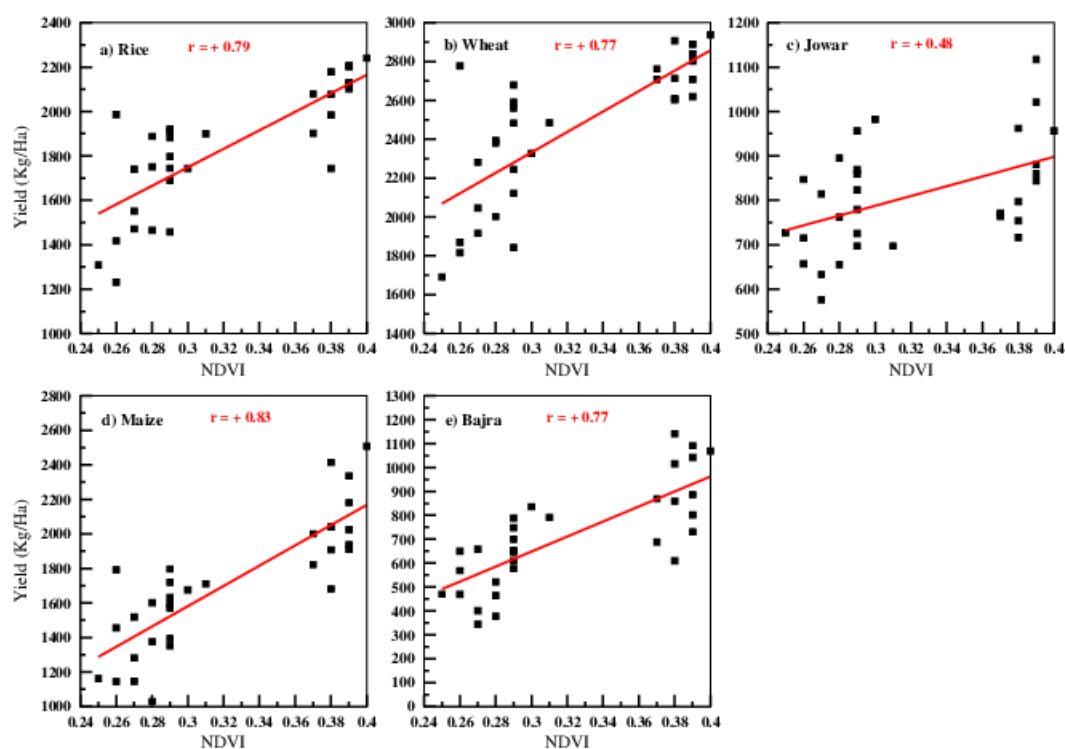 a) Rice r = + 0.79
b) Wheat r = + 0.77
c) Jowar r = + 0.48
Yield (Kg/Ha)
2400
2200
2000
1800
1600
1400
1200
1000
3000
2800
2600
2400
2200
2000
1800
1600
1400
1200
1100
1000
900
800
700
600
500
0.24 0.26 0.28 0.3 0.32 0.34 0.36 0.38 0.4
0.24 0.26 0.28 0.3 0.32 0.34 0.36 0.38 0.4
0.24 0.26 0.28 0.3 0.32 0.34 0.36 0.38 0.4
NDVI
NDVI
NDVI
d) Maize r = + 0.83
e) Bajra r = + 0.77
Yield (Kg/Ha)
2800
2600
2400
2200
2000
1800
1600
1400
1200
1000
1300
1200
1100
1000
900
800
700
600
500
400
300
200
100
0
0.24 0.26 0.28 0.3 0.32 0.34 0.36 0.38 0.4
0.24 0.26 0.28 0.3 0.32 0.34 0.36 0.38 0.4
NDVI
NDVI